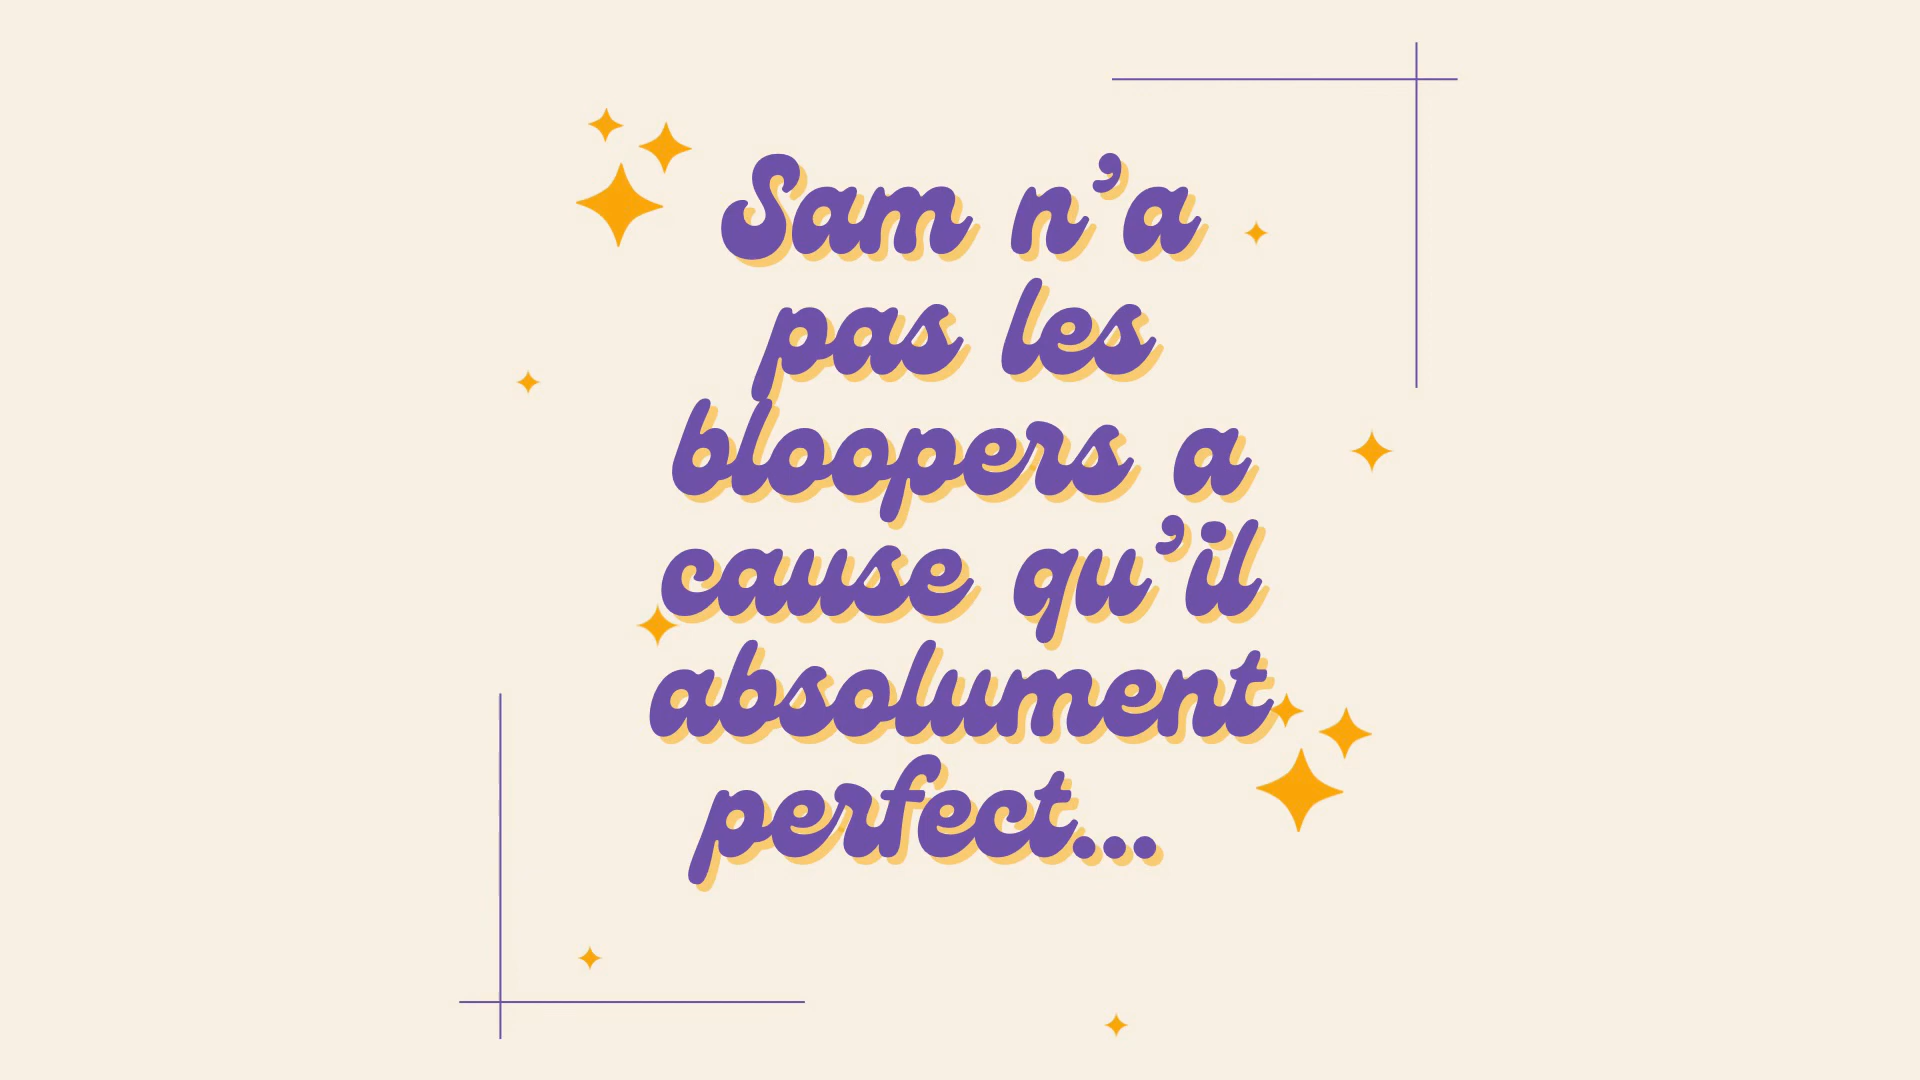 Sam n’a
pas les
bloopers a
cause qu’il
absolument
perfect...